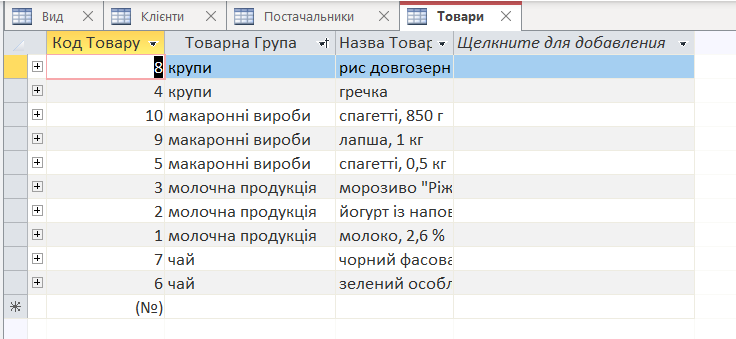 Вид Клієнти Постачальники Товари
Код Товару Товарна Група Назва Товар Щелкните для добавления
8 крупи рис довгозерн
4 крупи гречка
10 макаронні вироби спагетті, 850 г
9 макаронні вироби лапша, 1 кг
5 макаронні вироби спагетті, 0,5 кг
3 молочна продукція морозиво "Ріж
2 молочна продукція йогурт із напов
1 молочна продукція молоко, 2,6 %
7 чай чорний фасова
6 чай зелений особл
(№)